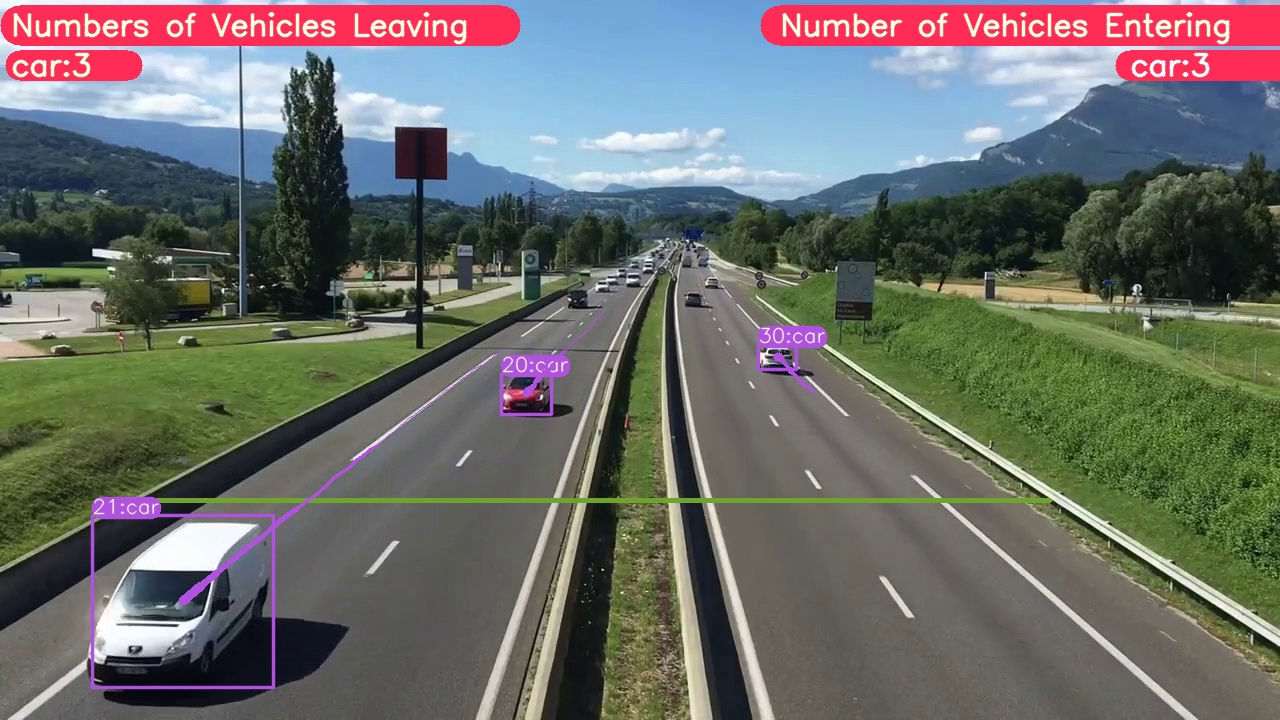 Numbers of Vehicles Leaving
Number of Vehicles Entering
car:3
car:3
30:car
20:car
21:car